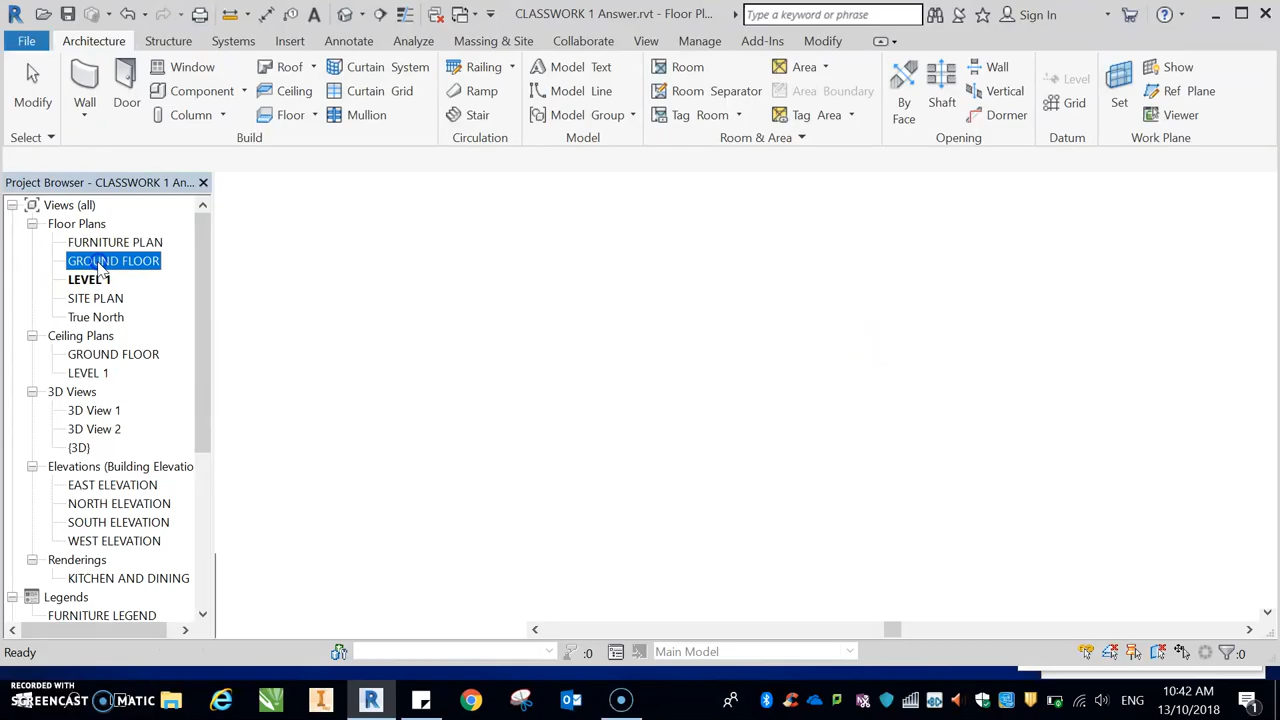 CLASSWORK 1 Answer.rvt - Floor Pl...
Type a keyword or phrase
Sign In
File Architecture Structure Systems Insert Annotate Analyze Massing & Site Collaborate View Manage Add-Ins Modify
Window Roof Curtain System Railing Model Text Room Area Wall Level Show
Component Ceiling Curtain Grid Ramp Model Line Room Separator Area Boundary Vertical Grid Ref Plane
Modify Wall Door By Face Shaft Set
Column Floor Mullion Stair Model Group Tag Room Tag Area Dormer Viewer
Select Build Circulation Model Room & Area Opening Datum Work Plane
Project Browser - CLASSWORK 1 An...
Views (all)
Floor Plans
FURNITURE PLAN
GROUND FLOOR
LEVEL 1
SITE PLAN
True North
Ceiling Plans
GROUND FLOOR
LEVEL 1
3D Views
3D View 1
3D View 2
{3D}
Elevations (Building Elevatio
EAST ELEVATION
NORTH ELEVATION
SOUTH ELEVATION
WEST ELEVATION
Renderings
KITCHEN AND DINING
Legends
FURNITURE LEGEND
Ready
:0
Main Model
:0
RECORDED WITH
SCREENCAST MATIC
ENG
10:42 AM
13/10/2018